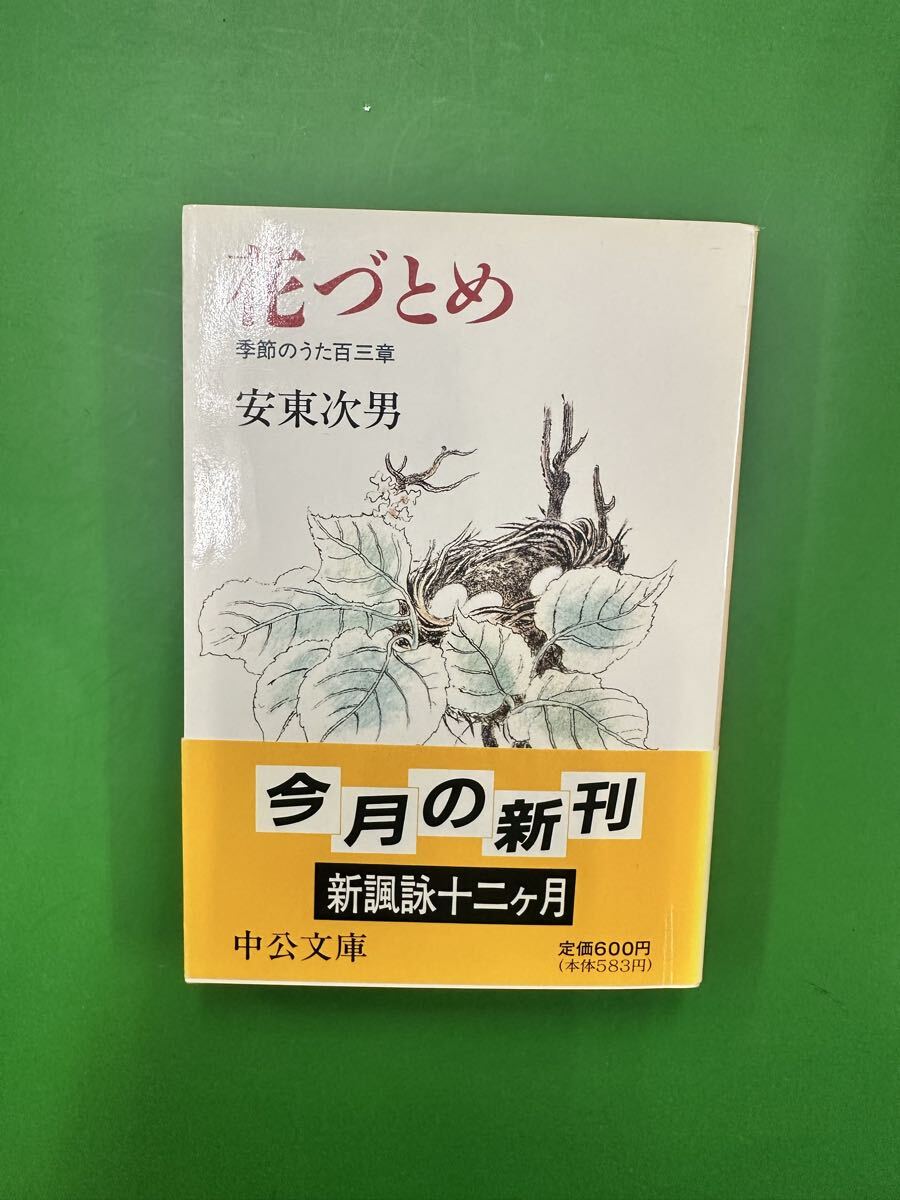 花づとめ
季節のうた百三章
安東次男
今月の新刊
新諷詠十二ヶ月
中公文庫
定価600円
(本体583円)